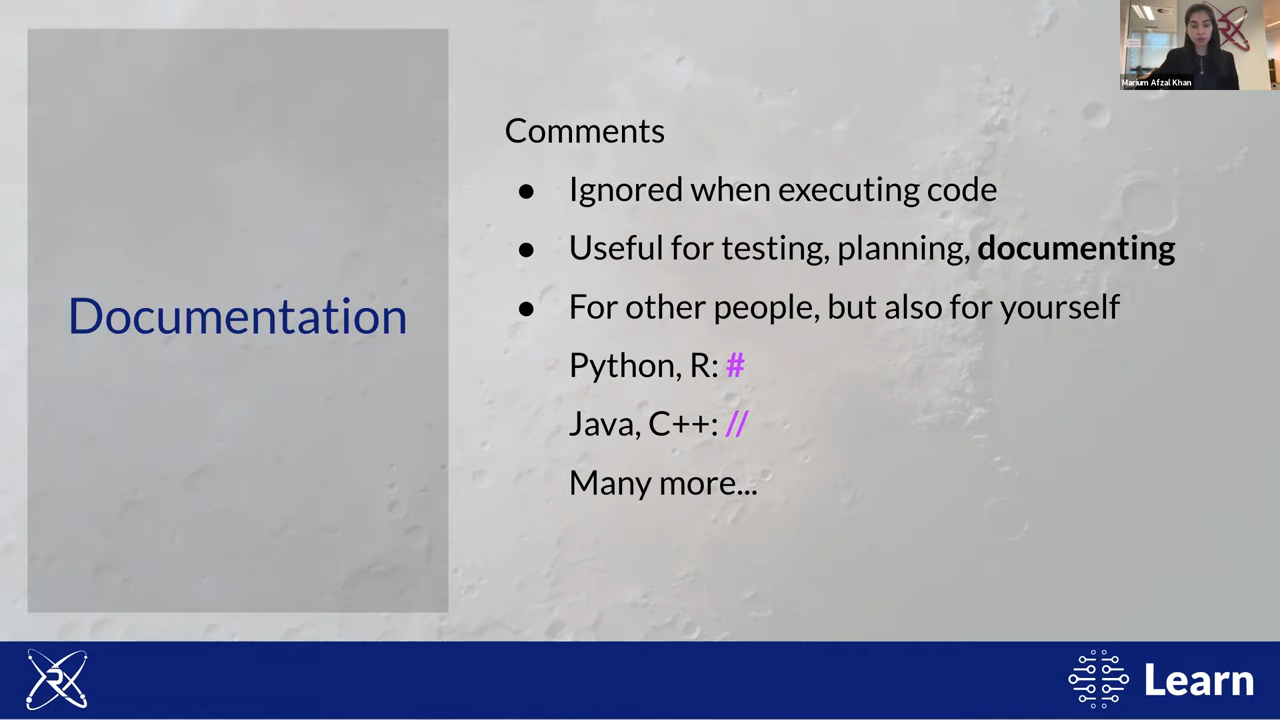 Documentation
Comments
● Ignored when executing code
● Useful for testing, planning, documenting
● For other people, but also for yourself
Python, R: #
Java, C++: //
Many more...
Marium Afzal Khan
Learn